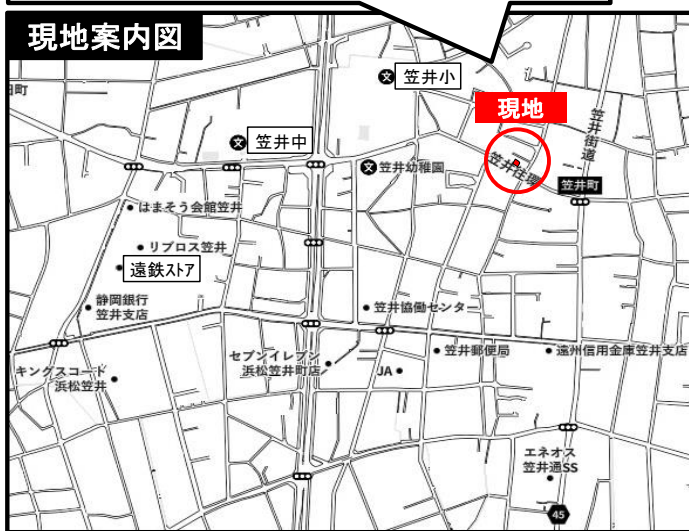 現地案内図
笠井小
日町
現地
笠井街道
笠井中
笠井幼稚園
笠井往環
笠井町
はまそう会館笠井
リブロス笠井
遠鉄ストア
静岡銀行
笠井支店
笠井協働センター
セブンイレブン
浜松笠井町店
笠井郵便局
遠州信用金庫笠井支店
キングスコート
浜松笠井
JA
エネオス
笠井通SS
45